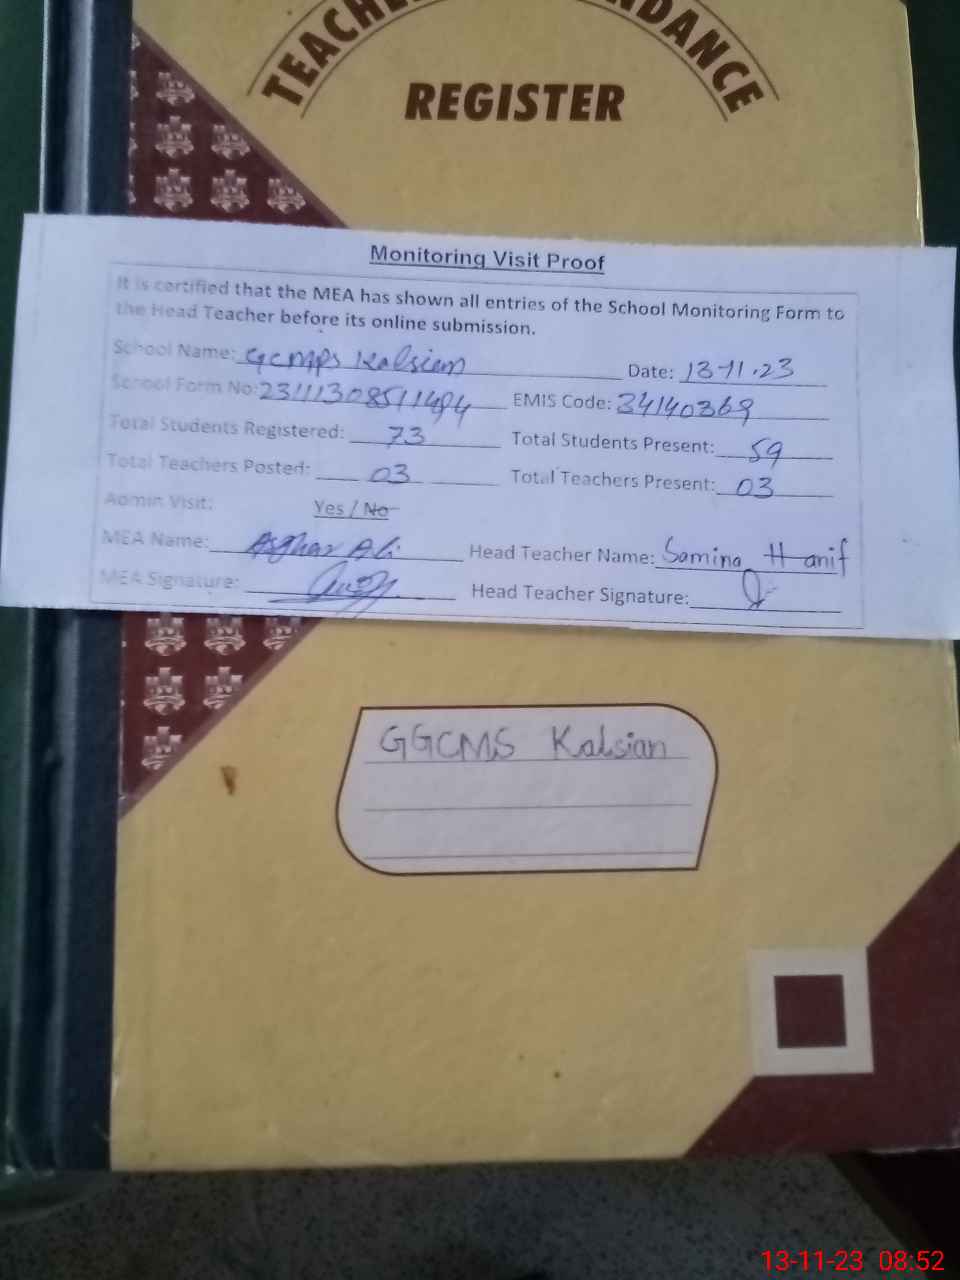 TEACHER ATTENDANCE
REGISTER
Monitoring Visit Proof
It is certified that the MEA has shown all entries of the School Monitoring Form to
the Head Teacher before its online submission.
School Name: GCMPS Kalsian Date: 13-11-23
School Form No: EMIS Code: 34140369
Total Students Registered: 73 Total Students Present: 59
Total Teachers Posted: 03 Total Teachers Present: 03
Admin Visit: Yes / No
MEA Name: Asghar Ali Head Teacher Name: Samina Hanif
MEA Signature: Head Teacher Signature:
GGCMS Kalsian
13-11-23 08:52